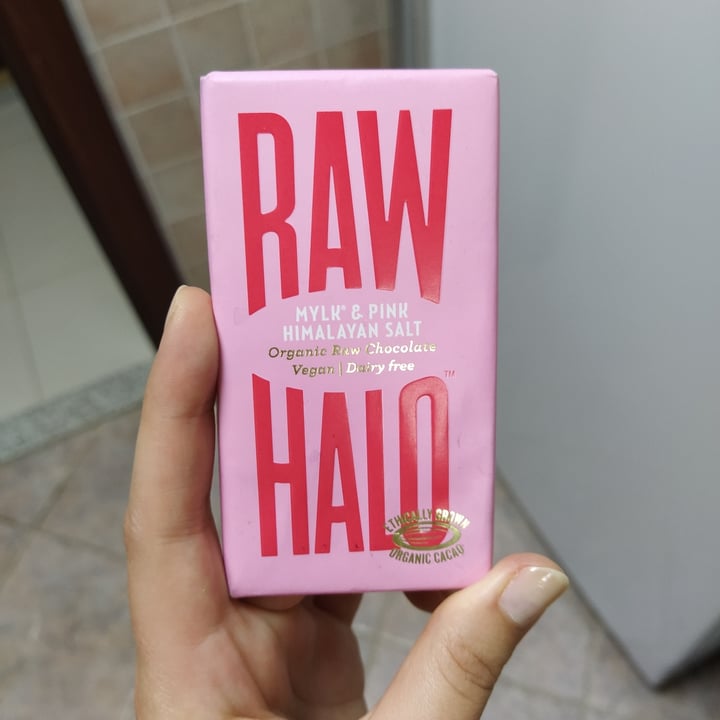 RAW
MYLK* & PINK
HIMALAYAN SALT
Organic Raw Chocolate
Vegan | Dairy free
HALO™
ETHICALLY GROWN
ORGANIC CACAO